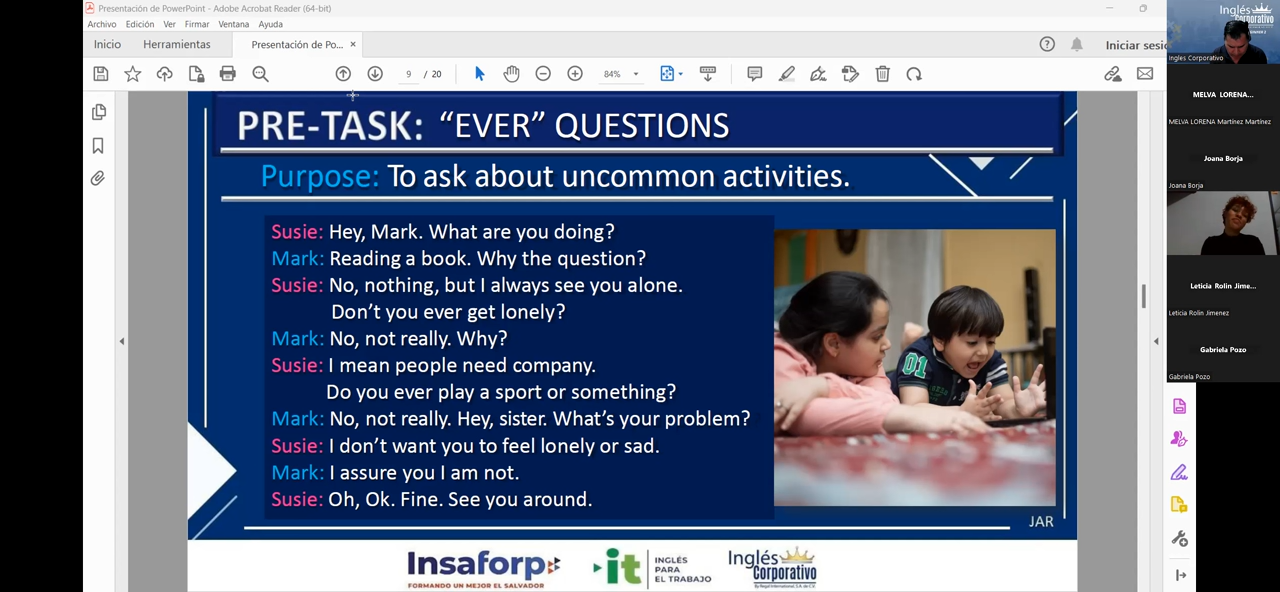 Presentación de PowerPoint - Adobe Acrobat Reader (64-bit)
Archivo Edición Ver Firmar Ventana Ayuda
Inicio Herramientas Presentación de Po... × Iniciar sesió
9 / 20 84%
PRE-TASK: “EVER” QUESTIONS
Purpose: To ask about uncommon activities.
Susie: Hey, Mark. What are you doing?
Mark: Reading a book. Why the question?
Susie: No, nothing, but I always see you alone.
Don’t you ever get lonely?
Mark: No, not really. Why?
Susie: I mean people need company.
Do you ever play a sport or something?
Mark: No, not really. Hey, sister. What’s your problem?
Susie: I don’t want you to feel lonely or sad.
Mark: I assure you I am not.
Susie: Oh, Ok. Fine. See you around.
01
JAR
Insaforp
FORMANDO UN MEJOR EL SALVADOR
it INGLÉS PARA EL TRABAJO
Inglés Corporativo
Inglés
Corporativo
Ingles Corporativo
MELVA LORENA...
MELVA LORENA Martínez Martínez
Joana Borja
Joana Borja
Leticia Rolin Jime...
Leticia Rolin Jimenez
Gabriela Pozo
Gabriela Pozo